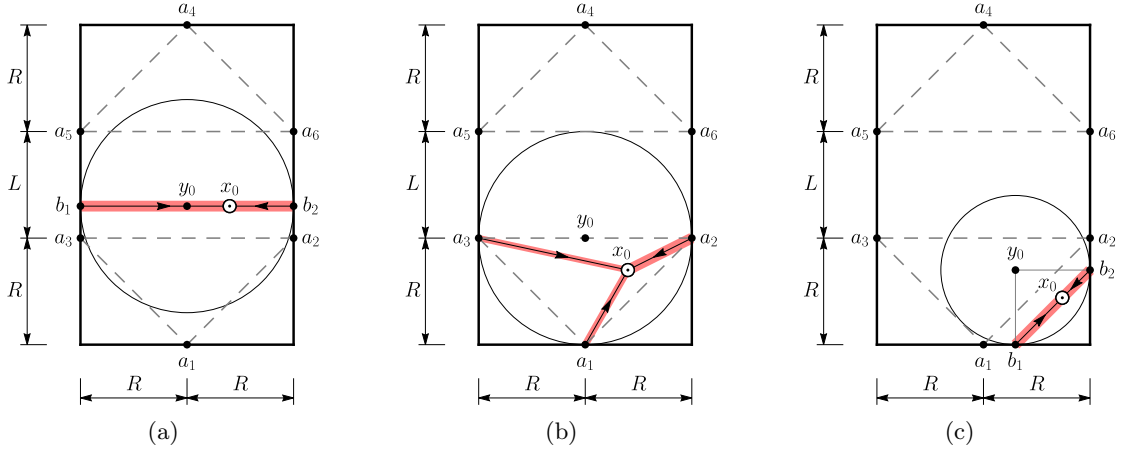 a₄ a₄ a₄
R R R
a₅ a₆ a₅ a₆ a₅ a₆
L y₀ x₀ L L
b₁ b₂ y₀
a₃ a₂ a₃ a₂ a₃ a₂
x₀ y₀ b₂
R R R x₀
a₁ a₁ a₁ b₁
R R R R R R
(a) (b) (c)